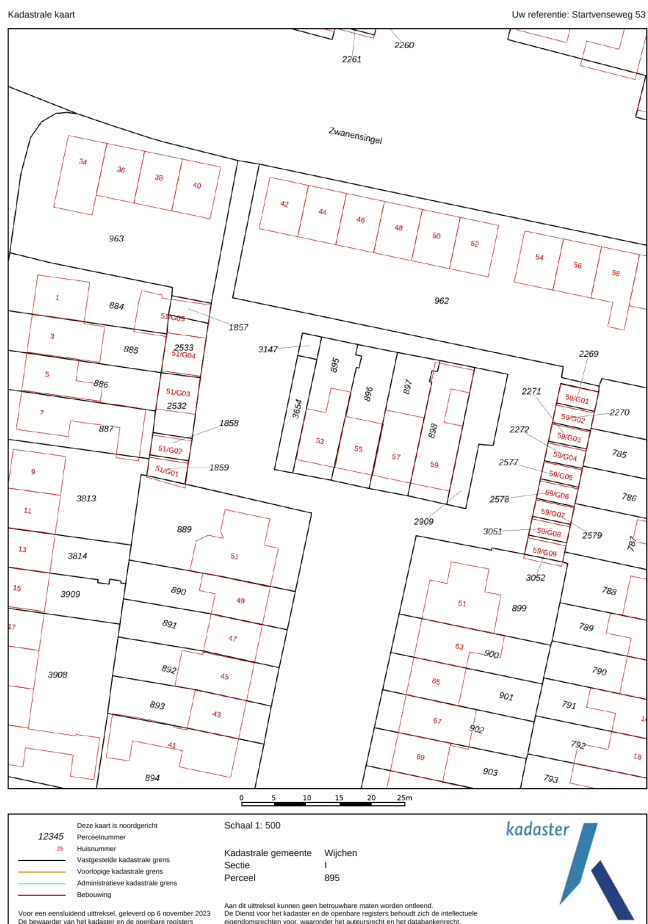 Kadastrale kaart
Uw referentie: Startvenseweg 53
2260
2261
Zwanensingel
34
36
38
40
42
44
46
48
50
52
54
56
58
963
962
1
884
51/G05
1857
3
885
2533
51/G04
3147
895
2269
5
886
51/G03
2532
3654
896
897
2271
59/G01
2270
59/G02
7
887
1858
51/G02
53
55
57
898
59
2272
59/G03
59/G04
785
9
51/G01
1859
2577
59/G05
3813
2578
59/G06
786
11
889
2909
59/G07
3051
59/G08
2579
787
13
3814
51
59/G09
3052
15
3909
890
49
61
899
788
17
891
47
63
900
789
3908
892
45
65
901
790
893
43
67
902
791
41
792
18
894
69
903
793
0 5 10 15 20 25m
Deze kaart is noordgericht
12345 Perceelnummer
25 Huisnummer
Vastgestelde kadastrale grens
Voorlopige kadastrale grens
Administratieve kadastrale grens
Bebouwing
Voor een eensluidend uittreksel, geleverd op 6 november 2023
De bewaarder van het kadaster en de openbare registers
Schaal 1: 500
Kadastrale gemeente Wijchen
Sectie I
Perceel 895
Aan dit uittreksel kunnen geen betrouwbare maten worden ontleend.
De Dienst voor het kadaster en de openbare registers behoudt zich de intellectuele
eigendomsrechten voor, waaronder het auteursrecht en het databankenrecht.
kadaster